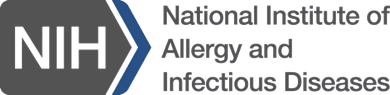 NIH
National Institute of
Allergy and
Infectious Diseases